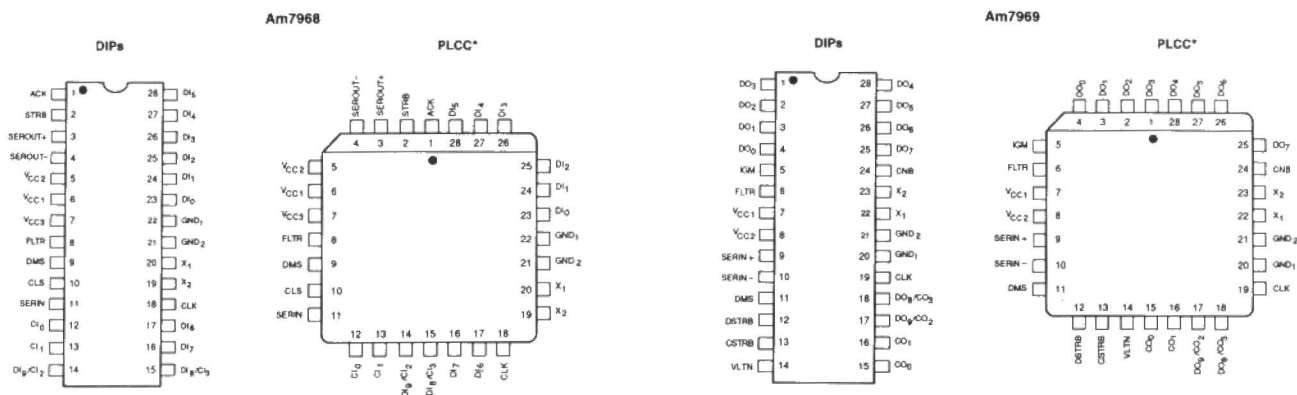 Am7968
DIPs
PLCC*
ACK 1 28 DI5
STRB 2 27 DI4
SEROUT+ 3 26 DI3
SEROUT- 4 25 DI2
VCC2 5 24 DI1
VCC1 6 23 DI0
VCC3 7 22 GND1
FLTR 8 21 GND2
DMS 9 20 X1
CLS 10 19 X2
SERIN 11 18 CLK
CI0 12 17 DI6
CI1 13 16 DI7
DI9/CI2 14 15 DI8/CI3
SEROUT- SEROUT+ STRB ACK DI5 DI4 DI3
4 3 2 1 28 27 26
VCC2 5 25 DI2
VCC1 6 24 DI1
VCC3 7 23 DI0
FLTR 8 22 GND1
DMS 9 21 GND2
CLS 10 20 X1
SERIN 11 19 X2
12 13 14 15 16 17 18
CI0 CI1 DI9/CI2 DI8/CI3 DI7 DI6 CLK
Am7969
DIPs
PLCC*
DO3 1 28 DO4
DO2 2 27 DO5
DO1 3 26 DO6
DO0 4 25 DO7
IGM 5 24 CNB
FLTR 6 23 X2
VCC1 7 22 X1
VCC2 8 21 GND2
SERIN + 9 20 GND1
SERIN - 10 19 CLK
DMS 11 18 DO8/CO3
DSTRB 12 17 DO9/CO2
CSTRB 13 16 CO1
VLTN 14 15 CO0
DO0 DO1 DO2 DO3 DO4 DO5 DO6
4 3 2 1 28 27 26
IGM 5 25 DO7
FLTR 6 24 CNB
VCC1 7 23 X2
VCC2 8 22 X1
SERIN + 9 21 GND2
SERIN - 10 20 GND1
DMS 11 19 CLK
12 13 14 15 16 17 18
DSTRB CSTRB VLTN CO0 CO1 DO9/CO2 DO8/CO3